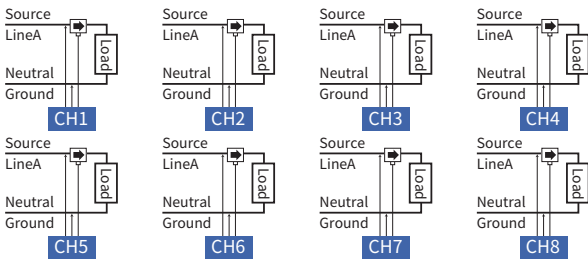 Source
LineA
Load
Neutral
Ground
CH1
Source
LineA
Load
Neutral
Ground
CH2
Source
LineA
Load
Neutral
Ground
CH3
Source
LineA
Load
Neutral
Ground
CH4
Source
LineA
Load
Neutral
Ground
CH5
Source
LineA
Load
Neutral
Ground
CH6
Source
LineA
Load
Neutral
Ground
CH7
Source
LineA
Load
Neutral
Ground
CH8